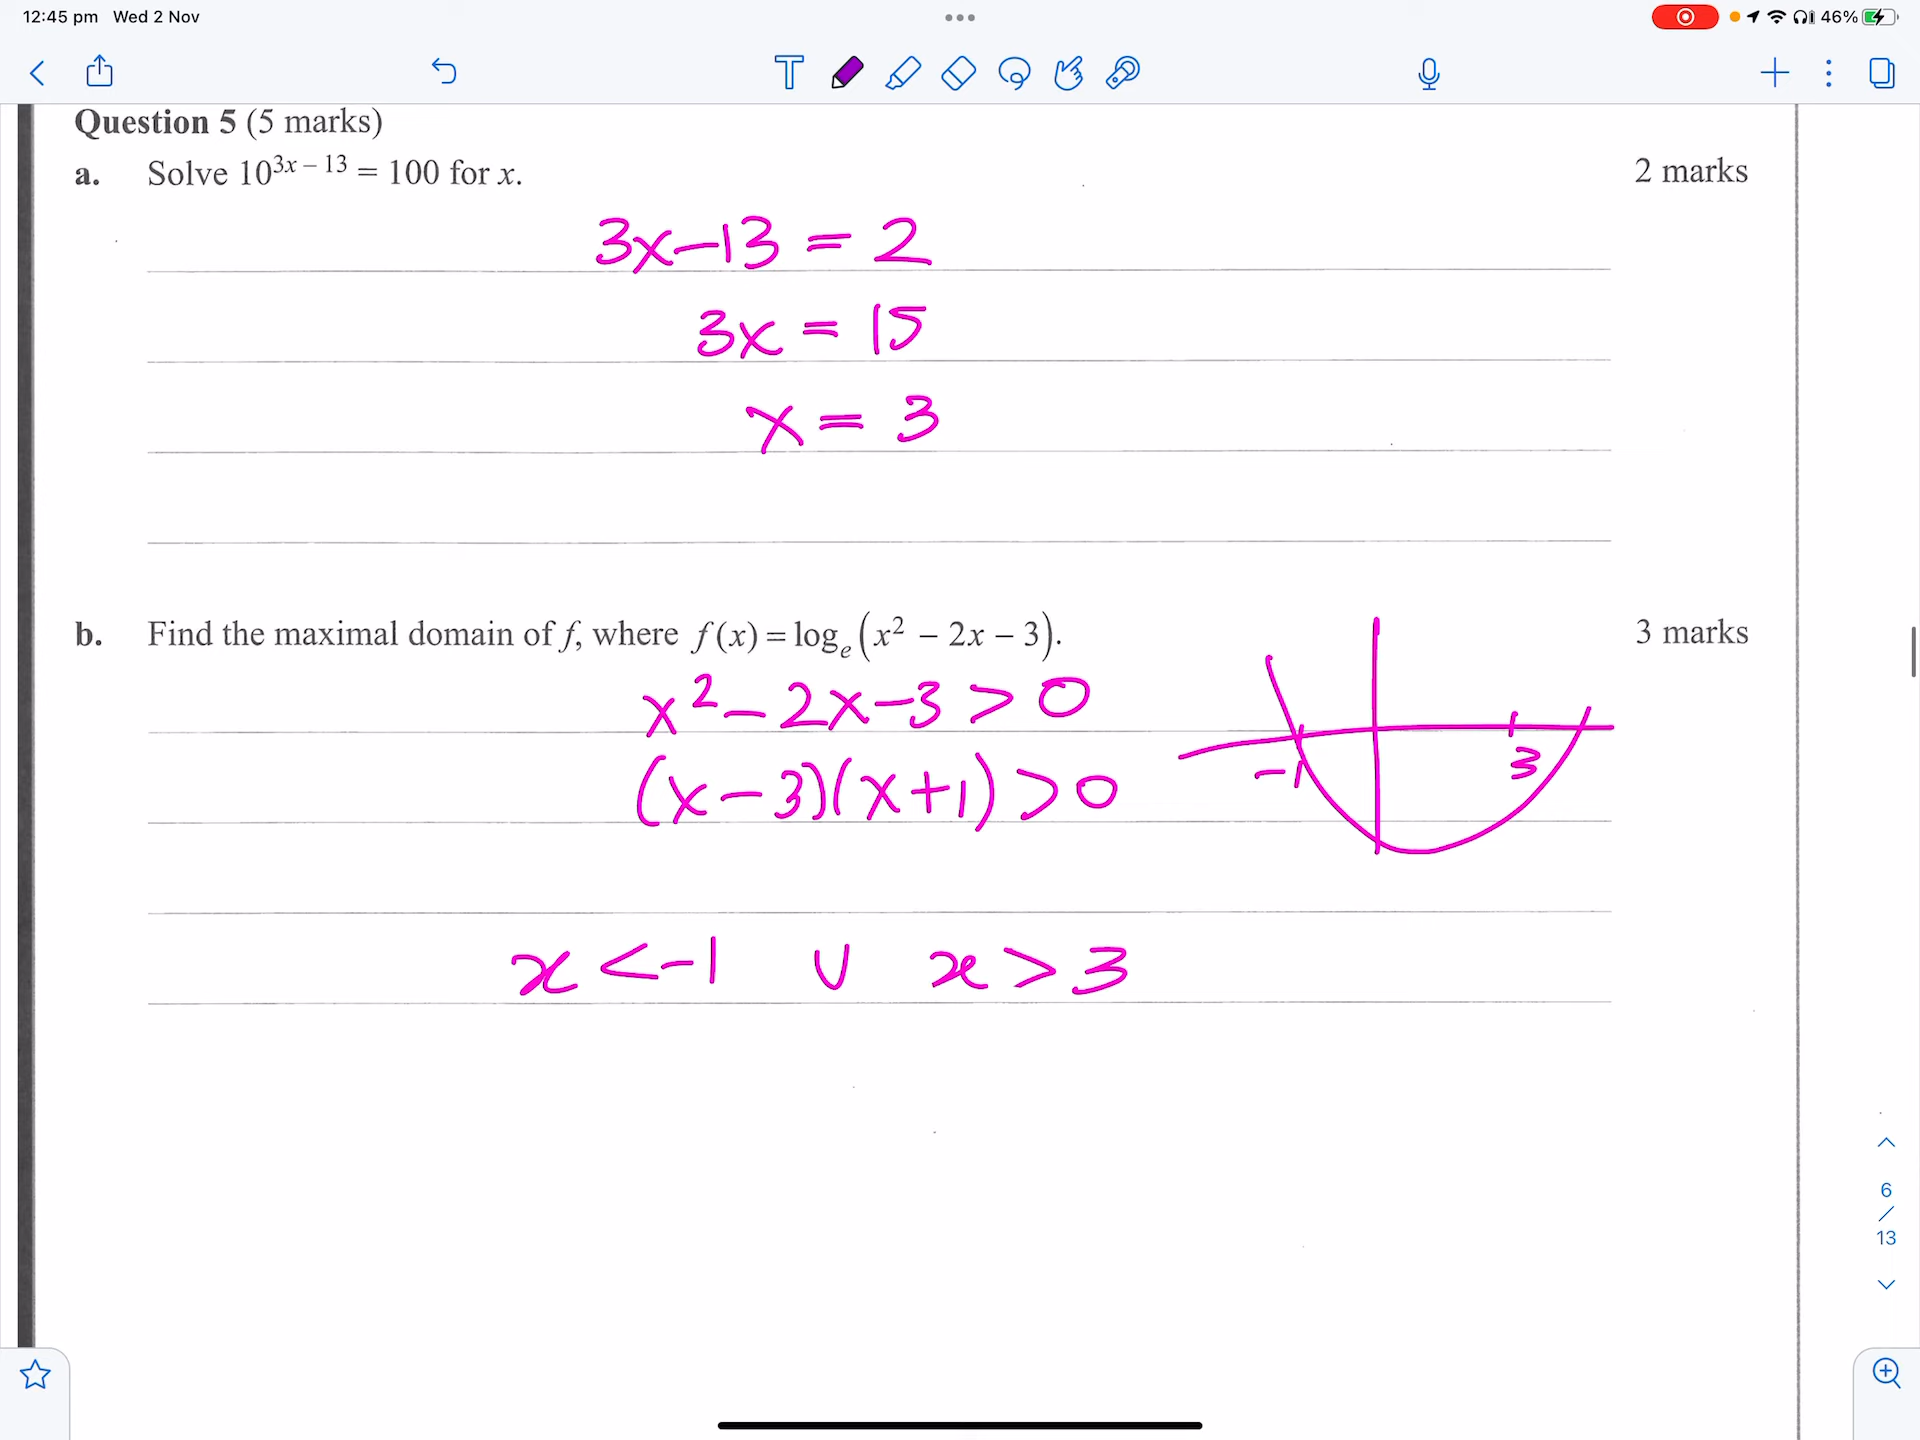 12:45 pm Wed 2 Nov
46%
Question 5 (5 marks)
a. Solve 10^{3x – 13} = 100 for x. 2 marks
3x-13 = 2
3x = 15
x = 3
b. Find the maximal domain of f, where f(x) = log_e(x² – 2x – 3). 3 marks
x²-2x-3>0
(x-3)(x+1)>0
-1 3
x<-1 ∪ x>3
6
/
13